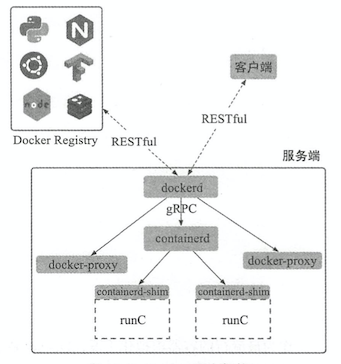 N
node
客户端
Docker Registry
RESTful
RESTful
服务端
dockerd
gRPC
containerd
docker-proxy
docker-proxy
containerd-shim
containerd-shim
runC
runC